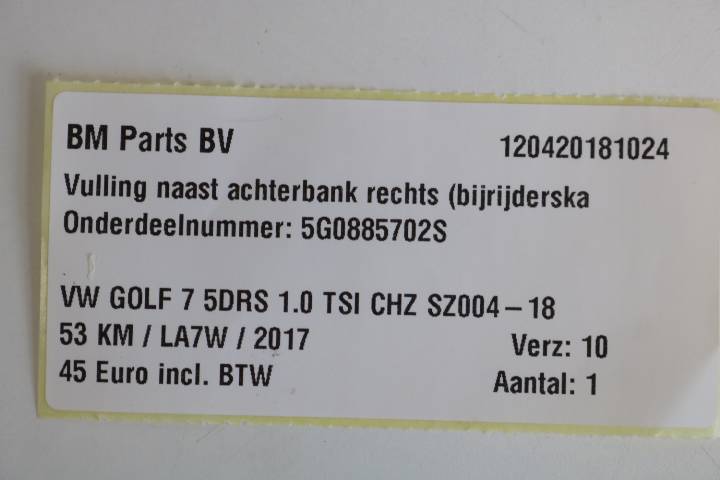 BM Parts BV 120420181024
Vulling naast achterbank rechts (bijrijderska
Onderdeelnummer: 5G0885702S
VW GOLF 7 5DRS 1.0 TSI CHZ SZ004-18
53 KM / LA7W / 2017 Verz: 10
45 Euro incl. BTW Aantal: 1